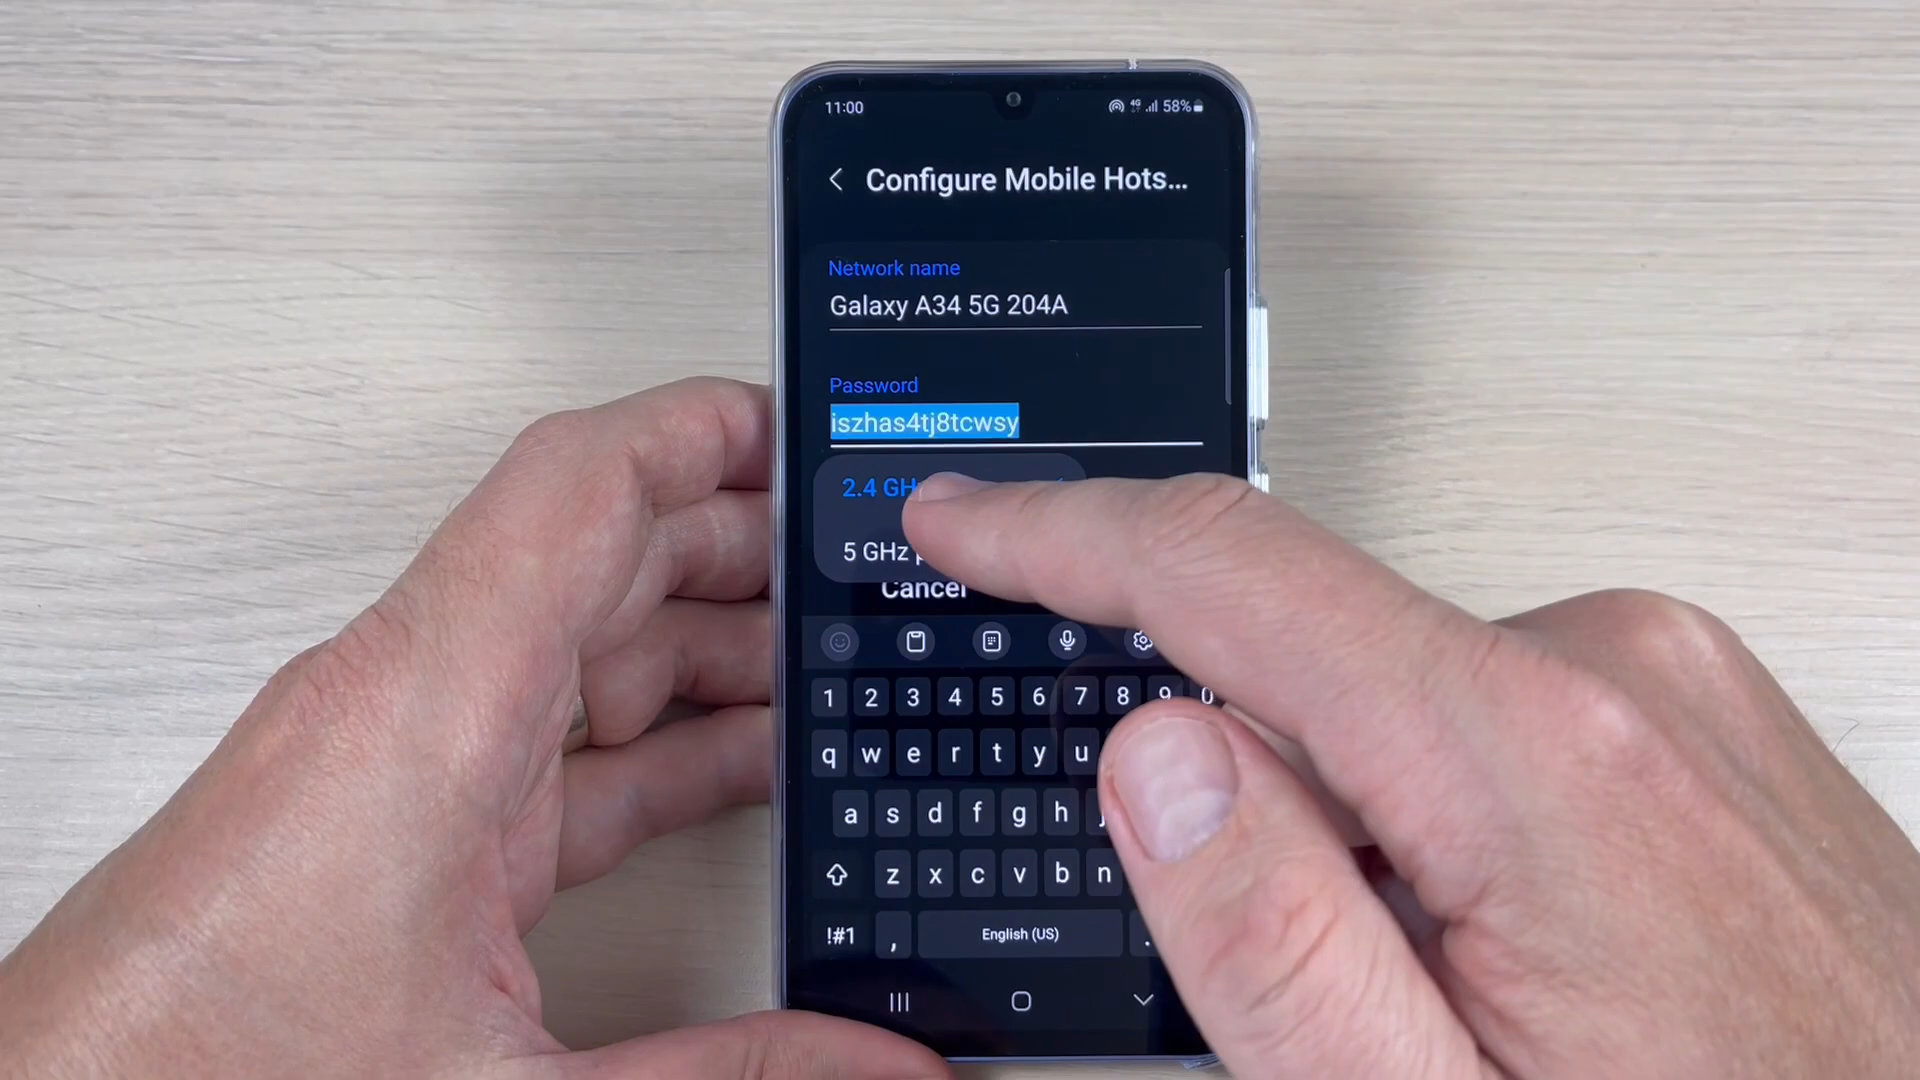 11:00 4G 58%
Configure Mobile Hots...
Network name
Galaxy A34 5G 204A
Password
iszhas4tj8tcwsy
2.4
5 GHz
Cancel
1 2 3 4 5 6 7 8 9 0
q w e r t y u
a s d f g h j
z x c v b n
!#1 , English (US) .